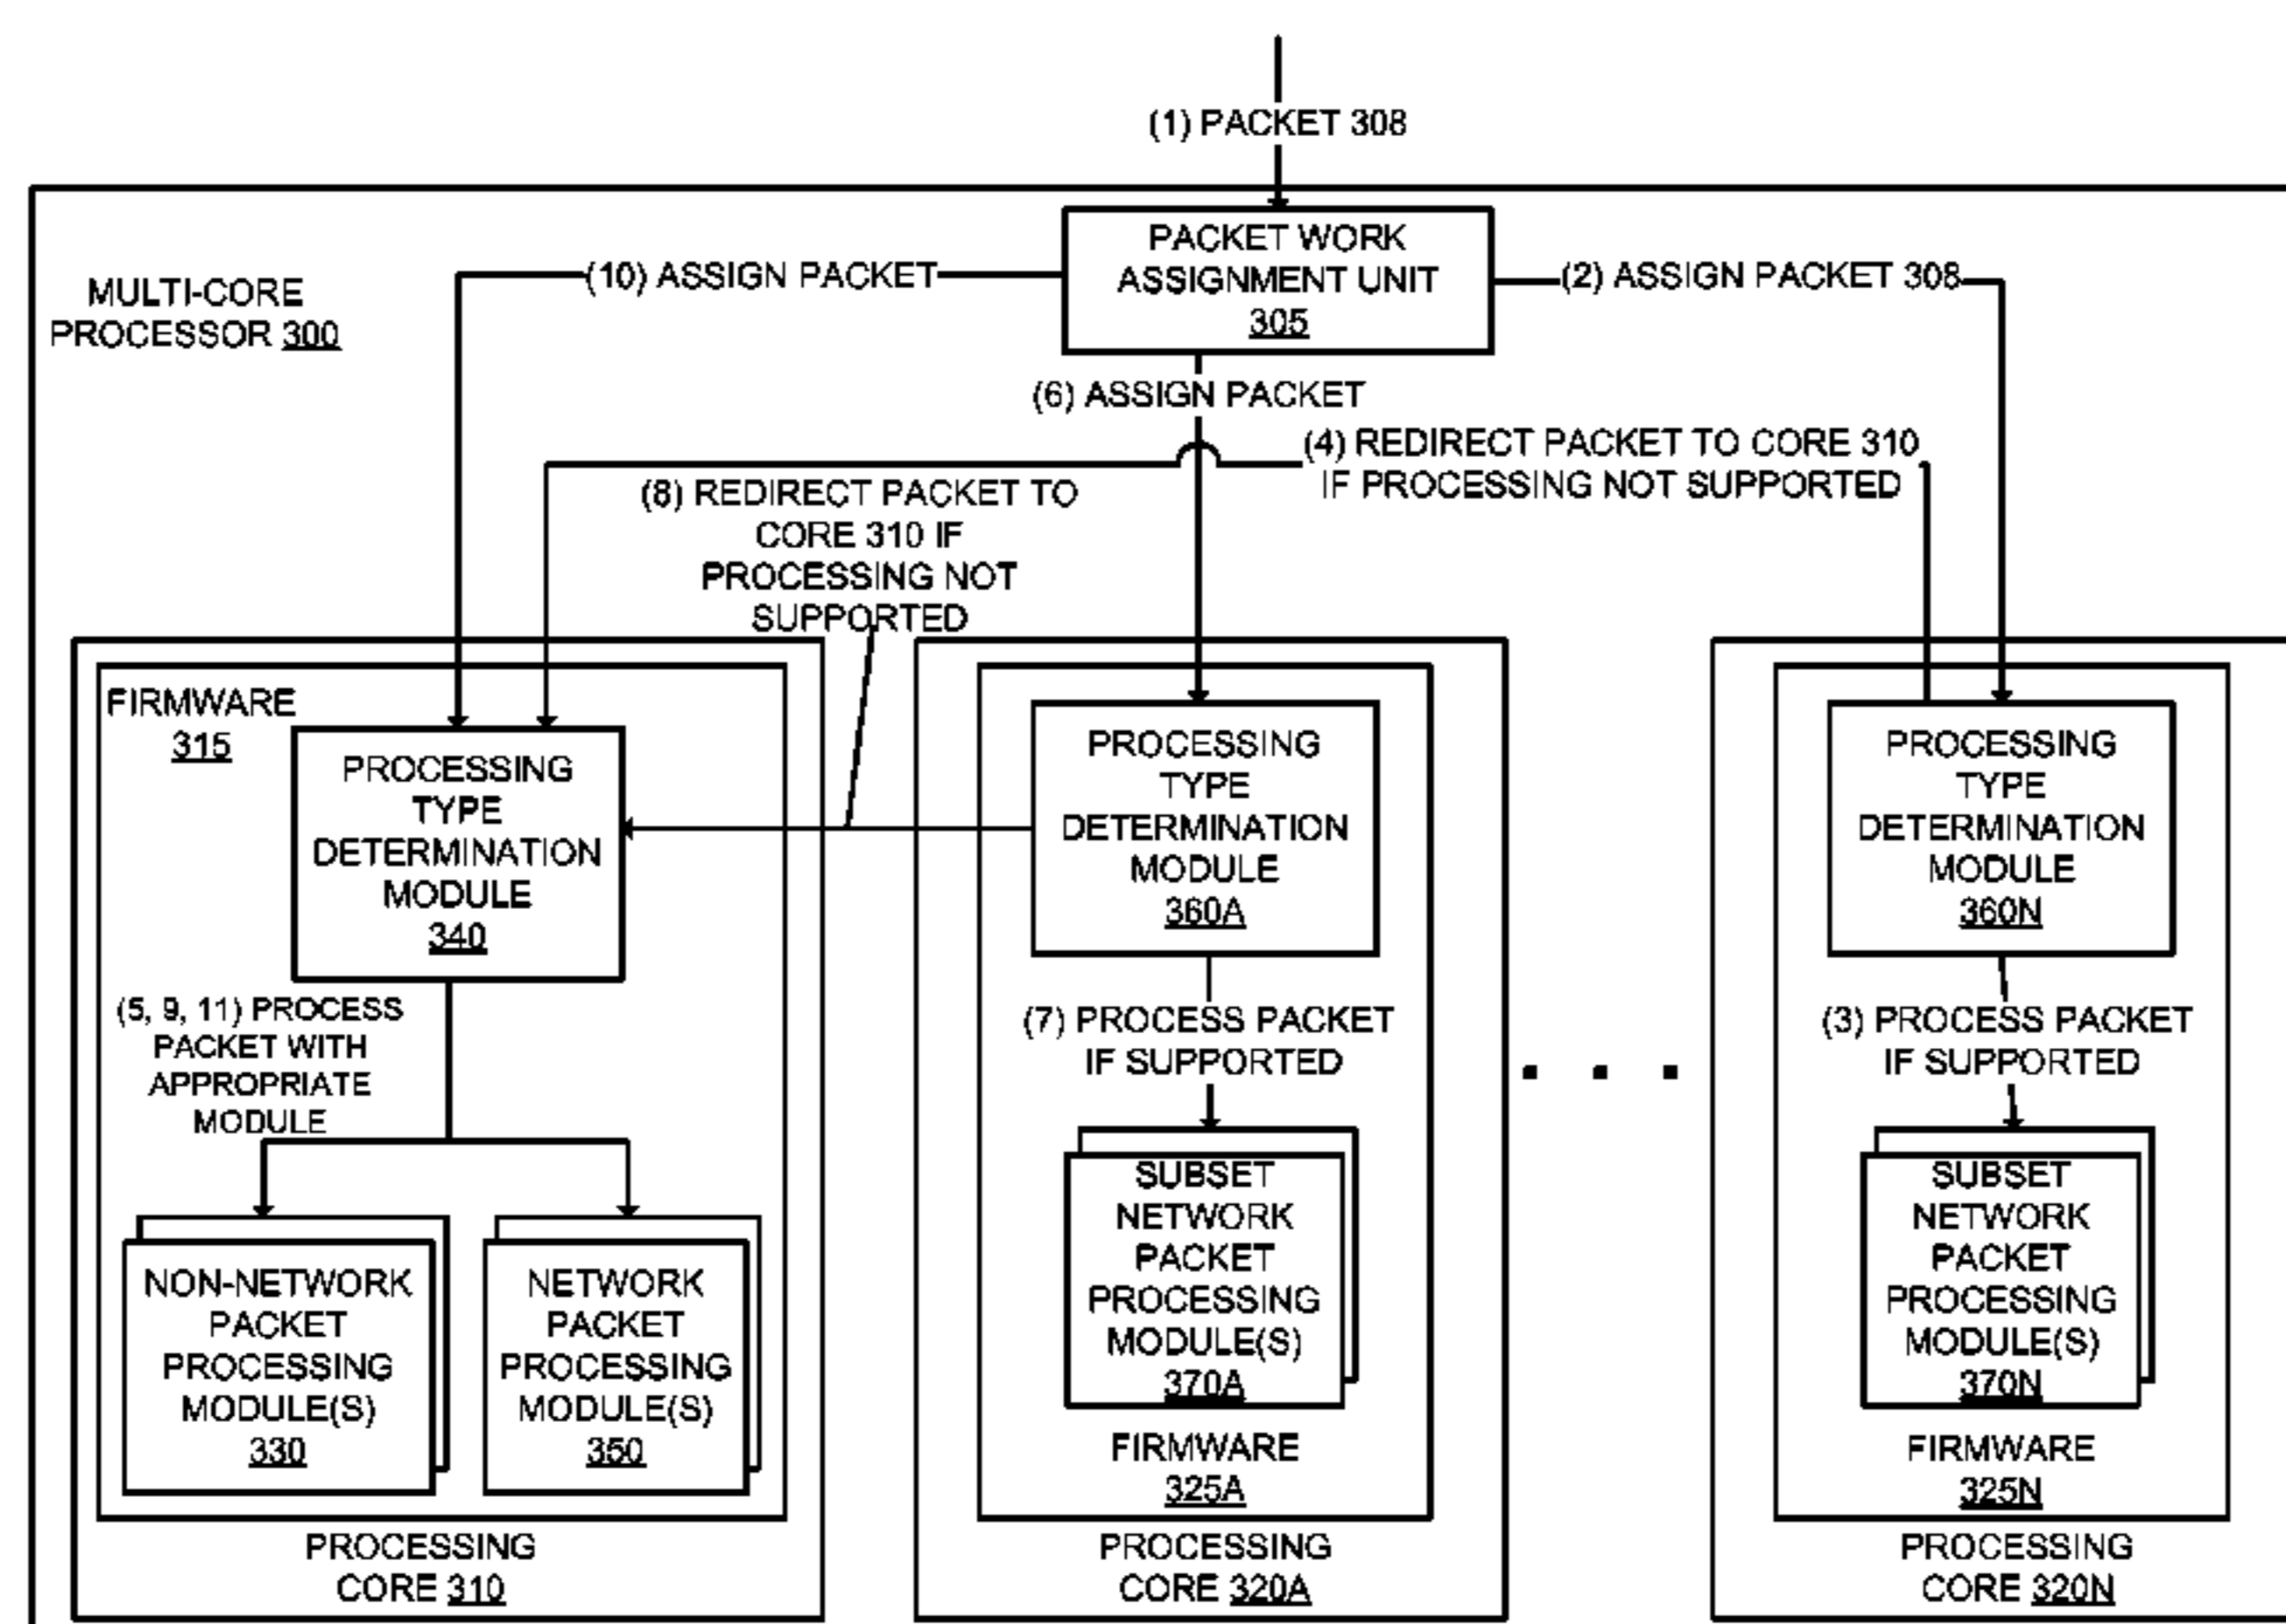 (1) PACKET 308
MULTI-CORE
PROCESSOR 300
PACKET WORK
ASSIGNMENT UNIT
305
(10) ASSIGN PACKET
(2) ASSIGN PACKET 308
(6) ASSIGN PACKET
(4) REDIRECT PACKET TO CORE 310
IF PROCESSING NOT SUPPORTED
(8) REDIRECT PACKET TO
CORE 310 IF
PROCESSING NOT
SUPPORTED
FIRMWARE
315
PROCESSING
TYPE
DETERMINATION
MODULE
340
(5, 9, 11) PROCESS
PACKET WITH
APPROPRIATE
MODULE
NON-NETWORK
PACKET
PROCESSING
MODULE(S)
330
NETWORK
PACKET
PROCESSING
MODULE(S)
350
PROCESSING
CORE 310
PROCESSING
TYPE
DETERMINATION
MODULE
360A
(7) PROCESS PACKET
IF SUPPORTED
SUBSET
NETWORK
PACKET
PROCESSING
MODULE(S)
370A
FIRMWARE
325A
PROCESSING
CORE 320A
. . .
PROCESSING
TYPE
DETERMINATION
MODULE
360N
(3) PROCESS PACKET
IF SUPPORTED
SUBSET
NETWORK
PACKET
PROCESSING
MODULE(S)
370N
FIRMWARE
325N
PROCESSING
CORE 320N